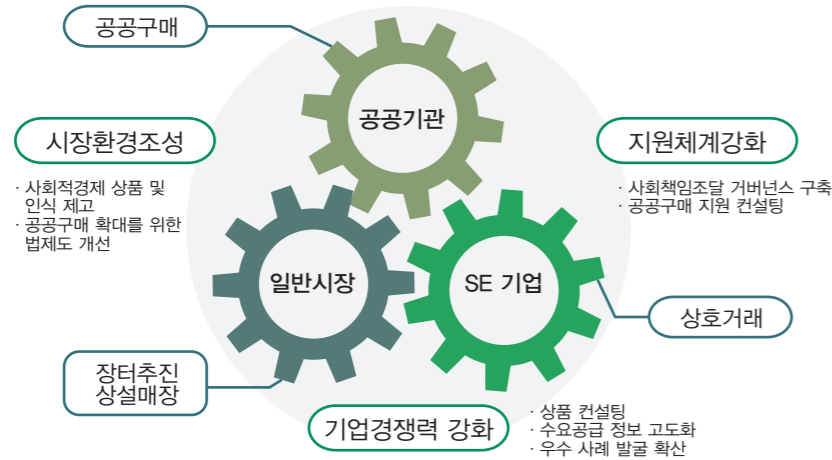 공공구매
공공기관
시장환경조성
· 사회적경제 상품 및
인식 제고
· 공공구매 확대를 위한
법제도 개선
지원체계강화
· 사회책임조달 거버넌스 구축
· 공공구매 지원 컨설팅
일반시장
SE 기업
상호거래
장터추진
상설매장
기업경쟁력 강화
· 상품 컨설팅
· 수요공급 정보 고도화
· 우수 사례 발굴 확산